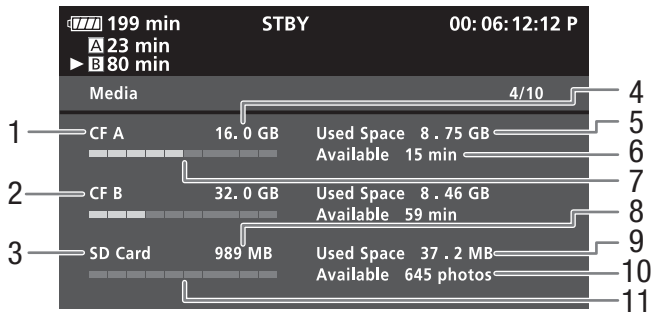 199 min STBY 00:06:12:12 P
A 23 min
B 80 min
Media 4/10
4
1 CF A 16.0 GB Used Space 8.75 GB 5
Available 15 min 6
7
2 CF B 32.0 GB Used Space 8.46 GB
Available 59 min 8
3 SD Card 989 MB Used Space 37.2 MB 9
Available 645 photos 10
11